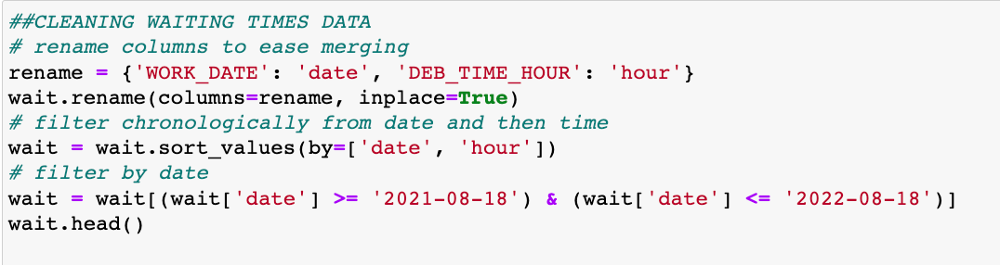 ##CLEANING WAITING TIMES DATA
# rename columns to ease merging
rename = {'WORK_DATE': 'date', 'DEB_TIME_HOUR': 'hour'}
wait.rename(columns=rename, inplace=True)
# filter chronologically from date and then time
wait = wait.sort_values(by=['date', 'hour'])
# filter by date
wait = wait[(wait['date'] >= '2021-08-18') & (wait['date'] <= '2022-08-18')]
wait.head()